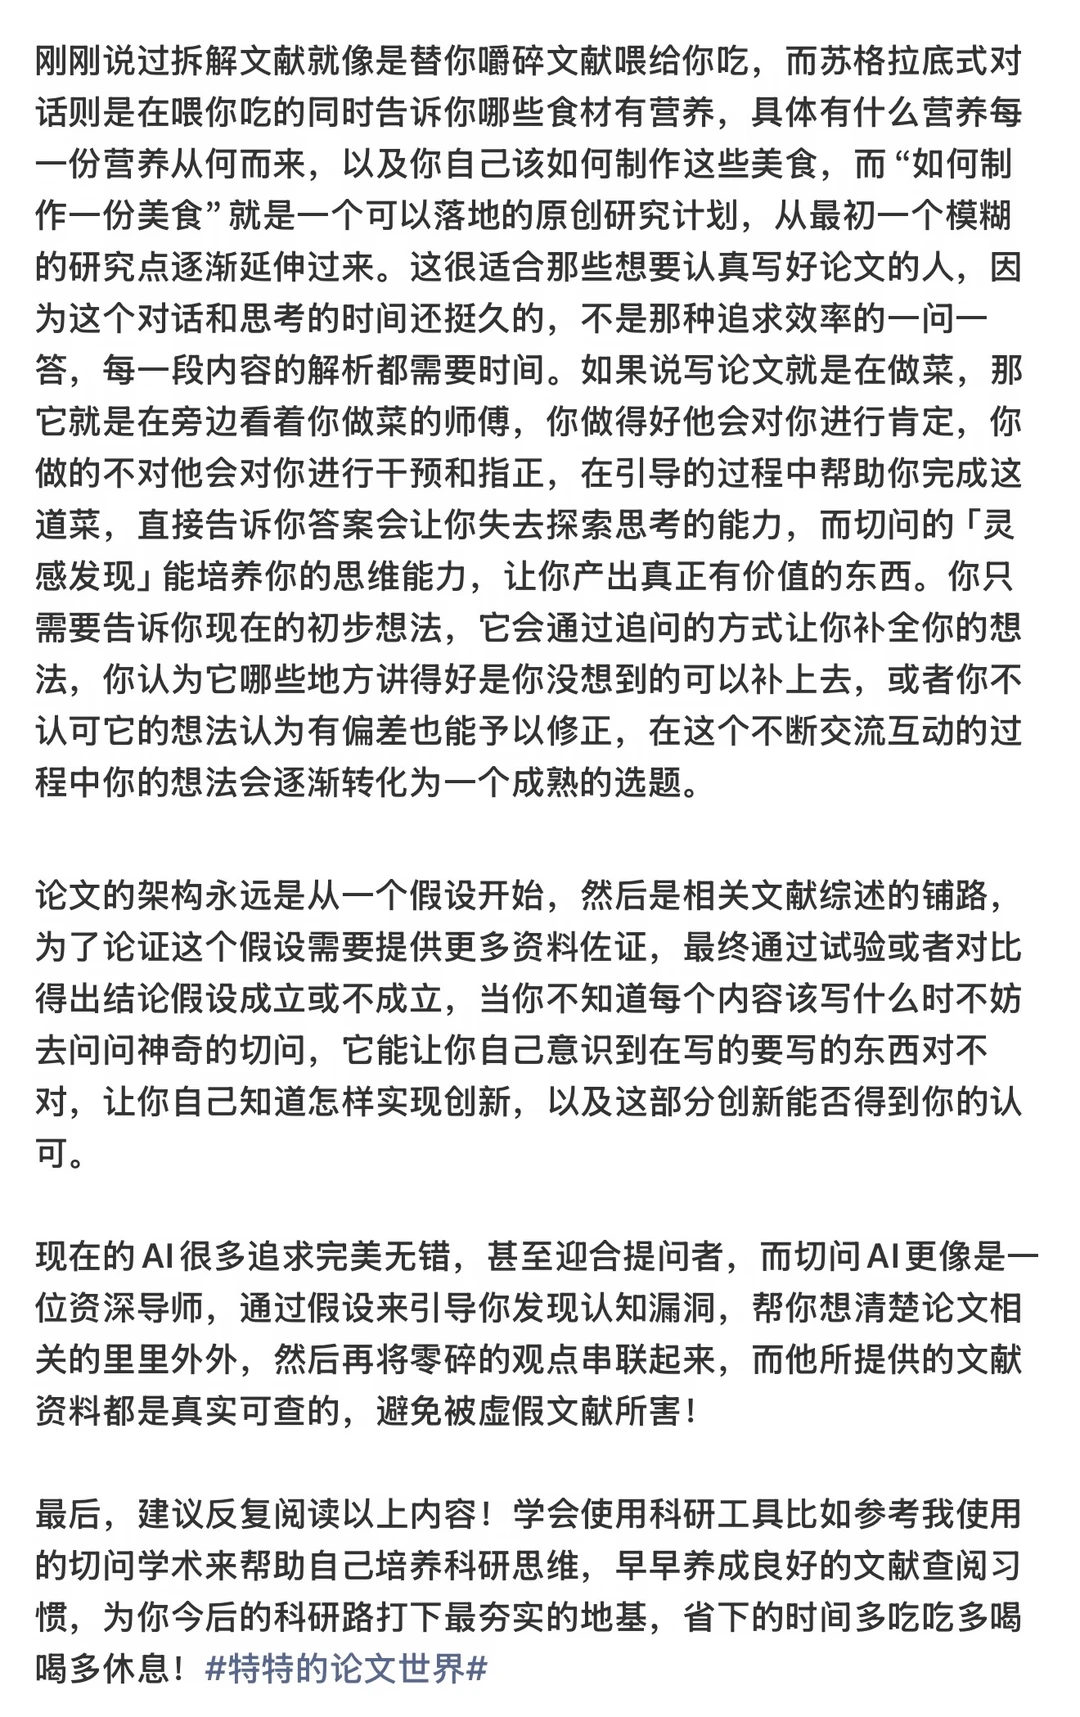 刚刚说过拆解文献就像是替你嚼碎文献喂给你吃，而苏格拉底式对
话则是在喂你吃的同时告诉你哪些食材有营养，具体有什么营养每
一份营养从何而来，以及你自己该如何制作这些美食，而“如何制
作一份美食”就是一个可以落地的原创研究计划，从最初一个模糊
的研究点逐渐延伸过来。这很适合那些想要认真写好论文的人，因
为这个对话和思考的时间还挺久的，不是那种追求效率的一问一
答，每一段内容的解析都需要时间。如果说写论文就是在做菜，那
它就是在旁边看着你做菜的师傅，你做得好他会对你进行肯定，你
做的不对他会对你进行干预和指正，在引导的过程中帮助你完成这
道菜，直接告诉你答案会让你失去探索思考的能力，而切问的「灵
感发现」能培养你的思维能力，让你产出真正有价值的东西。你只
需要告诉你现在的初步想法，它会通过追问的方式让你补全你的想
法，你认为它哪些地方讲得好是你没想到的可以补上去，或者你不
认可它的想法认为有偏差也能予以修正，在这个不断交流互动的过
程中你的想法会逐渐转化为一个成熟的选题。
论文的架构永远是从一个假设开始，然后是相关文献综述的铺路，
为了论证这个假设需要提供更多资料佐证，最终通过试验或者对比
得出结论假设成立或不成立，当你不知道每个内容该写什么时不妨
去问问神奇的切问，它能让你自己意识到在写的要写的东西对不
对，让你自己知道怎样实现创新，以及这部分创新能否得到你的认
可。
现在的AI很多追求完美无错，甚至迎合提问者，而切问AI更像是一
位资深导师，通过假设来引导你发现认知漏洞，帮你想清楚论文相
关的里里外外，然后再将零碎的观点串联起来，而他所提供的文献
资料都是真实可查的，避免被虚假文献所害！
最后，建议反复阅读以上内容！学会使用科研工具比如参考我使用
的切问学术来帮助自己培养科研思维，早早养成良好的文献查阅习
惯，为你今后的科研路打下最夯实的地基，省下的时间多吃吃多喝
喝多休息！#特特的论文世界#